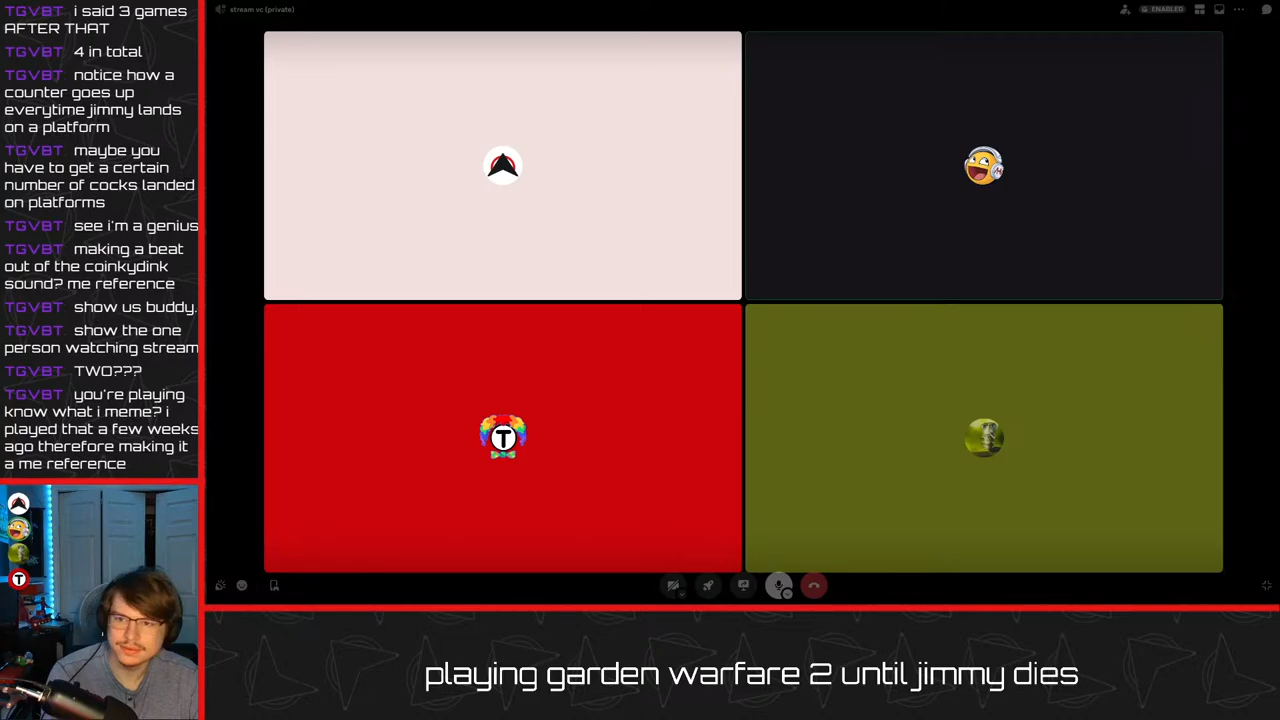 TGVBT i said 3 games
AFTER THAT
TGVBT 4 in total
TGVBT notice how a
counter goes up
everytime jimmy lands
on a platform
TGVBT maybe you
have to get a certain
number of cocks landed
on platforms
TGVBT see i'm a genius
TGVBT making a beat
out of the coinkydink
sound? me reference
TGVBT show us buddy.
TGVBT show the one
person watching stream
TGVBT TWO???
TGVBT you're playing
know what i meme? i
played that a few weeks
ago therefore making it
a me reference
stream vc (private)
ENABLED
T
T
playing garden warfare 2 until jimmy dies